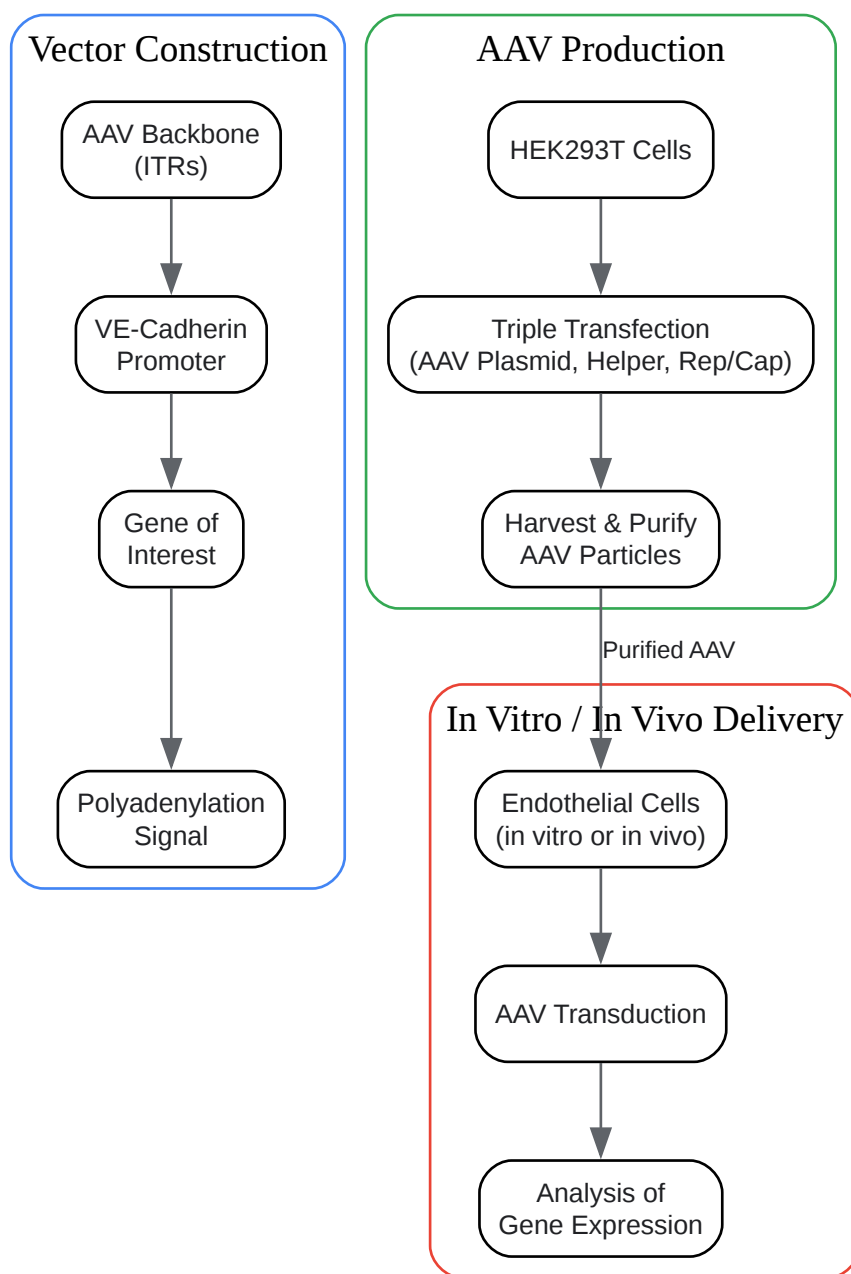 Vector Construction
AAV Backbone
(ITRs)
VE-Cadherin
Promoter
Gene of
Interest
Polyadenylation
Signal
AAV Production
HEK293T Cells
Triple Transfection
(AAV Plasmid, Helper, Rep/Cap)
Harvest & Purify
AAV Particles
Purified AAV
In Vitro / In Vivo Delivery
Endothelial Cells
(in vitro or in vivo)
AAV Transduction
Analysis of
Gene Expression